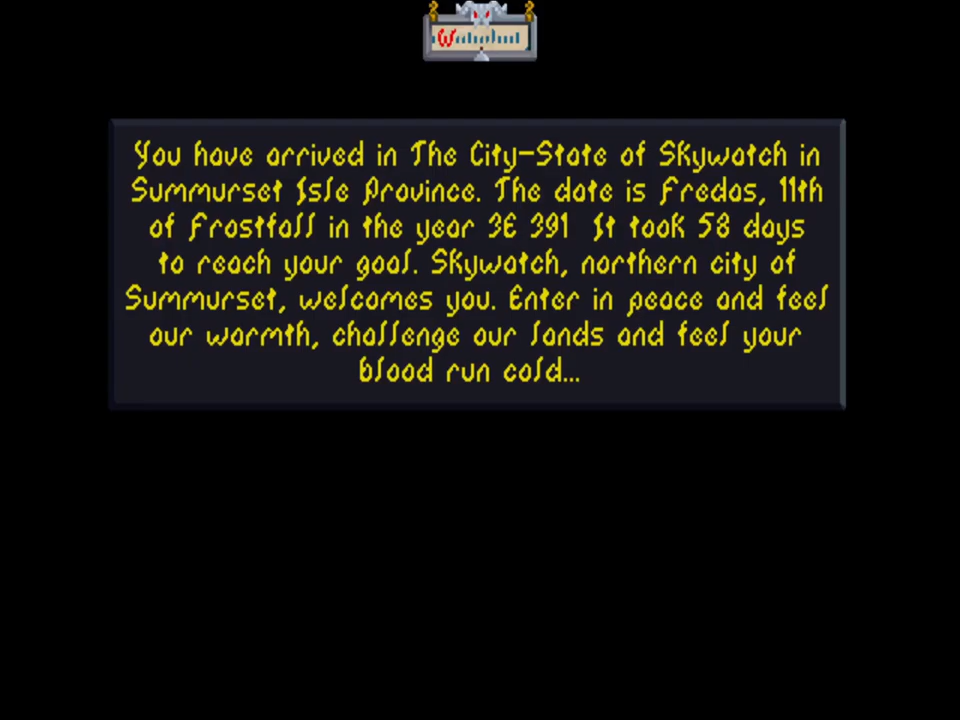 You have arrived in The City-State of Skywatch in
Summurset Isle Province. The date is Fredas, 11th
of Frostfall in the year 3E 391 It took 58 days
to reach your goal. Skywatch, northern city of
Summurset, welcomes you. Enter in peace and feel
our warmth, challenge our lands and feel your
blood run cold...